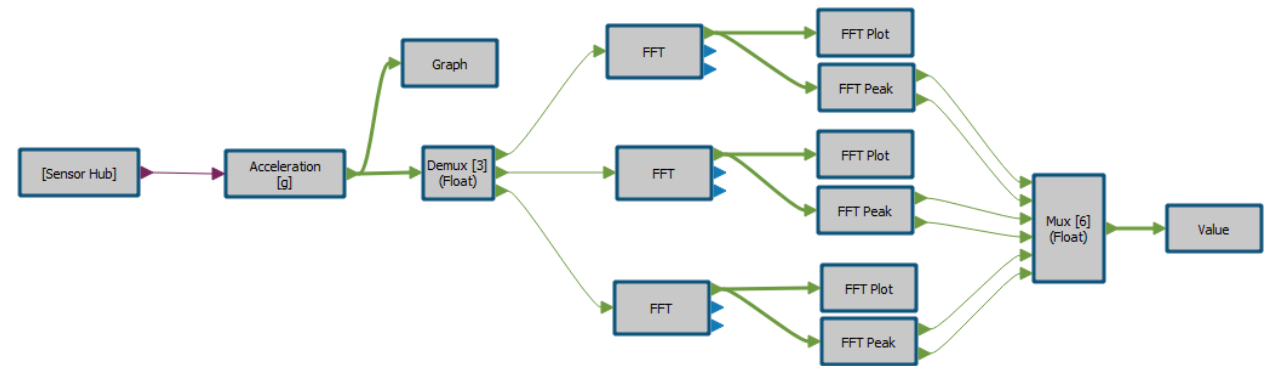 [Sensor Hub]
Acceleration
[g]
Graph
Demux [3]
(Float)
FFT
FFT Plot
FFT Peak
FFT
FFT Plot
FFT Peak
FFT
FFT Plot
FFT Peak
Mux [6]
(Float)
Value